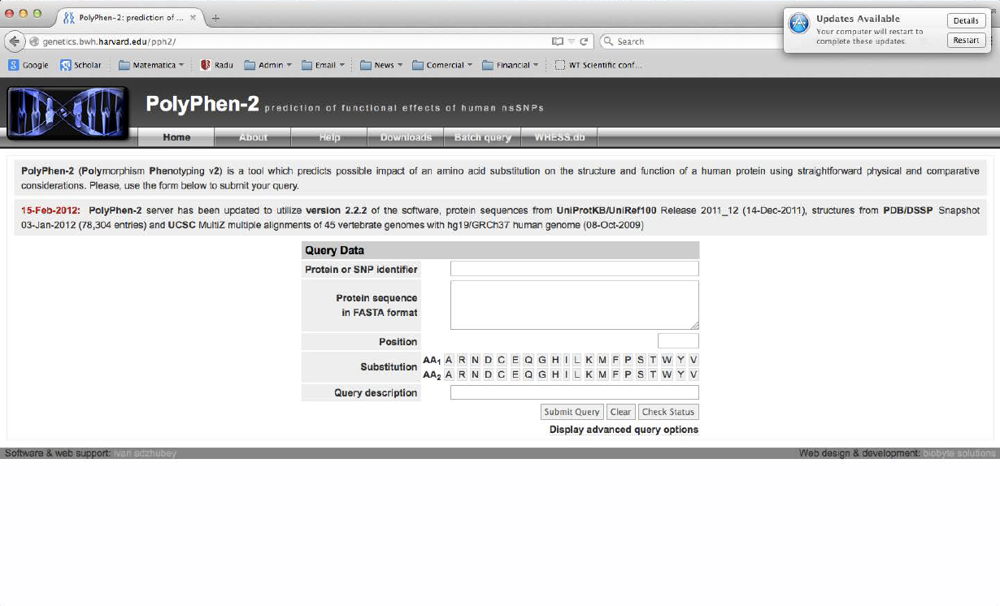 PolyPhen-2: prediction of ...
Updates Available
Your computer will restart to
complete these updates.
Details
Restart
genetics.bwh.harvard.edu/pph2/
Search
Google Scholar Matematica Radu Admin Email News Comercial Financial WT Scientific conf...
PolyPhen-2 prediction of functional effects of human nsSNPs
Home About Help Downloads Batch query WHESS.db
PolyPhen-2 (Polymorphism Phenotyping v2) is a tool which predicts possible impact of an amino acid substitution on the structure and function of a human protein using straightforward physical and comparative
considerations. Please, use the form below to submit your query.
15-Feb-2012: PolyPhen-2 server has been updated to utilize version 2.2.2 of the software, protein sequences from UniProtKB/UniRef100 Release 2011_12 (14-Dec-2011), structures from PDB/DSSP Snapshot
03-Jan-2012 (78,304 entries) and UCSC MultiZ multiple alignments of 45 vertebrate genomes with hg19/GRCh37 human genome (08-Oct-2009)
Query Data
Protein or SNP identifier
Protein sequence
in FASTA format
Position
Substitution
AA1 A R N D C E Q G H I L K M F P S T W Y V
AA2 A R N D C E Q G H I L K M F P S T W Y V
Query description
Submit Query Clear Check Status
Display advanced query options
Software & web support: ivan adzhubey
Web design & development: biobyte solutions